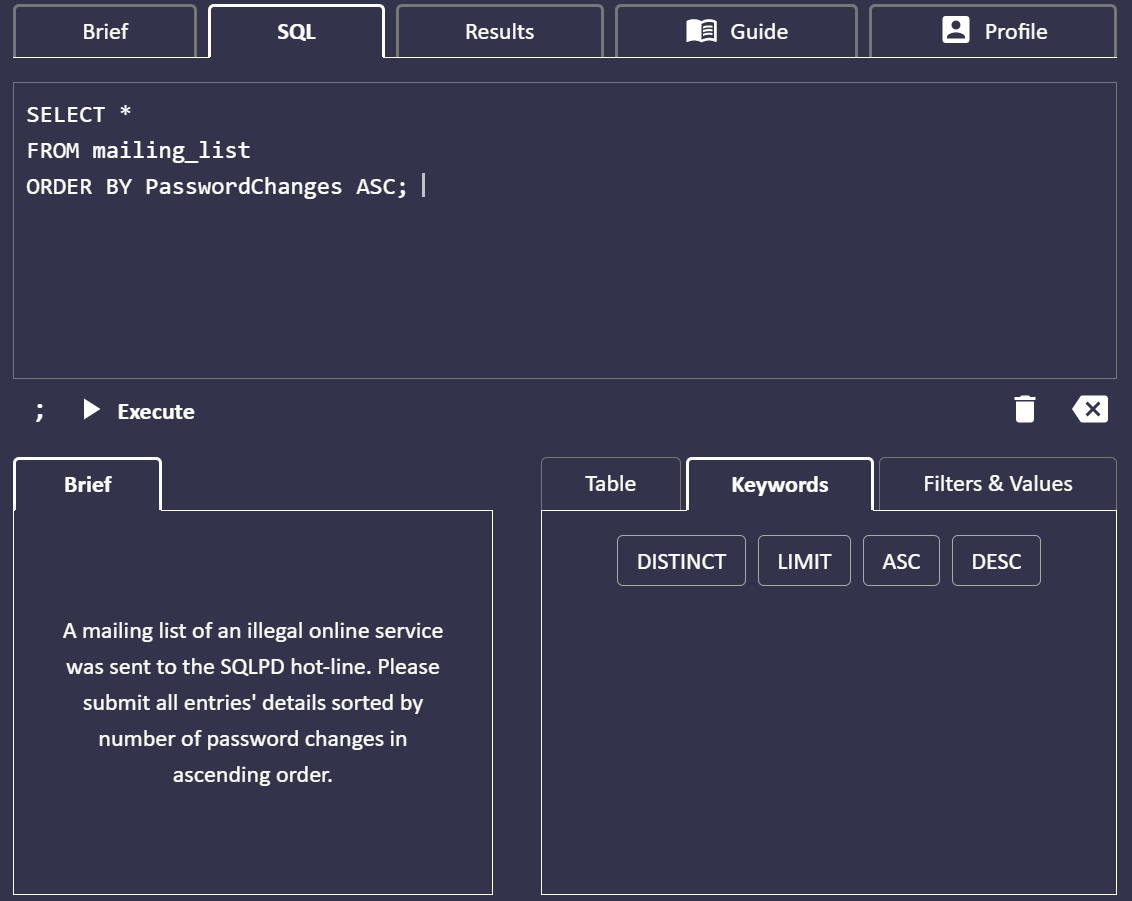 Brief
SQL
Results
Guide
Profile
SELECT *
FROM mailing_list
ORDER BY PasswordChanges ASC;
;
Execute
Brief
Table
Keywords
Filters & Values
DISTINCT
LIMIT
ASC
DESC
A mailing list of an illegal online service
was sent to the SQLPD hot-line. Please
submit all entries' details sorted by
number of password changes in
ascending order.